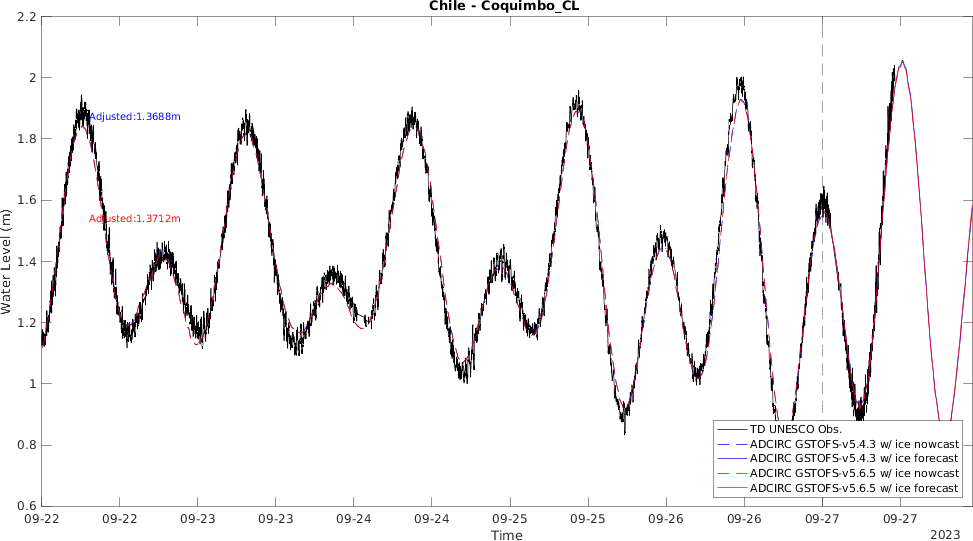 Chile - Coquimbo_CL
2.2
2
1.8
1.6
1.4
1.2
1
0.8
0.6
Water Level (m)
Adjusted:1.3688m
Adjusted:1.3712m
TD UNESCO Obs.
ADCIRC GSTOFS-v5.4.3 w/ ice nowcast
ADCIRC GSTOFS-v5.4.3 w/ ice forecast
ADCIRC GSTOFS-v5.6.5 w/ ice nowcast
ADCIRC GSTOFS-v5.6.5 w/ ice forecast
09-22 09-22 09-23 09-23 09-24 09-24 09-25 09-25 09-26 09-26 09-27 09-27
Time
2023